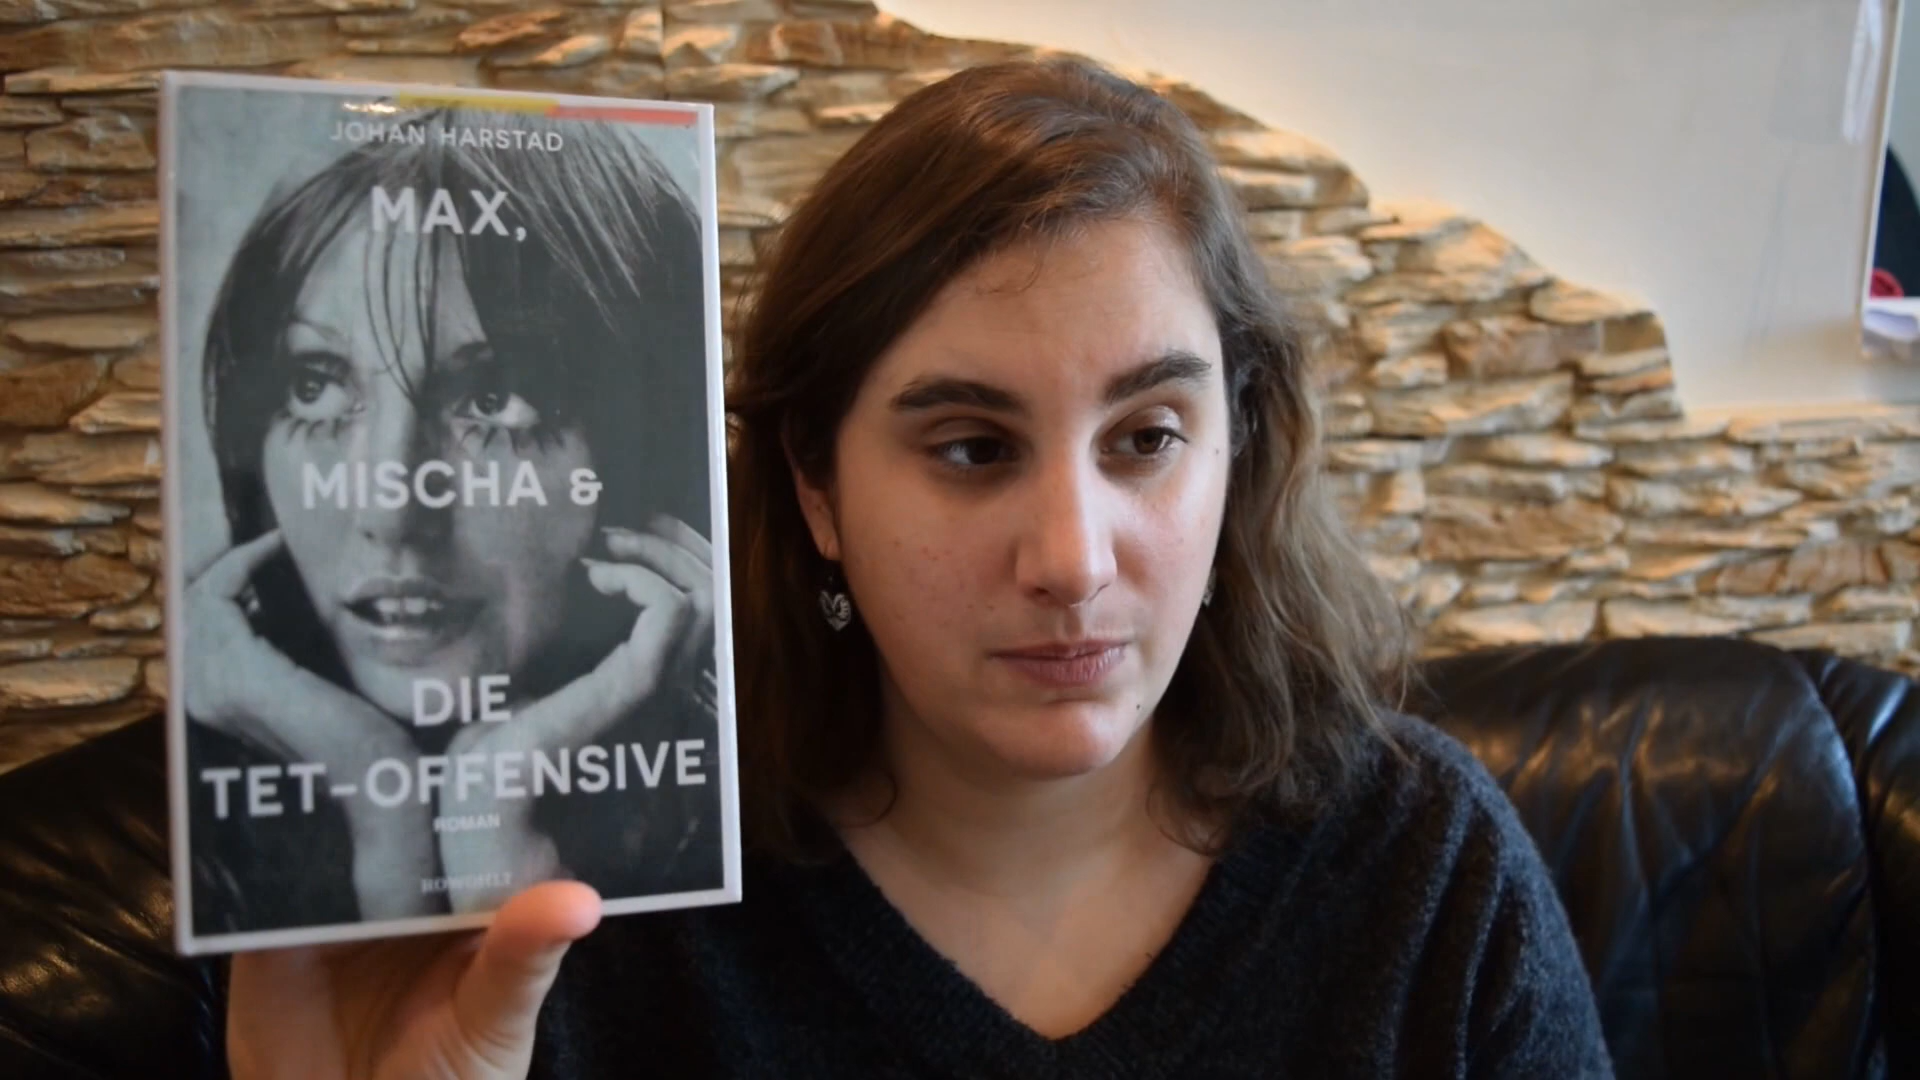 JOHAN HARSTAD
MAX,
MISCHA &
DIE
TET-OFFENSIVE
ROMAN
ROWOHLT